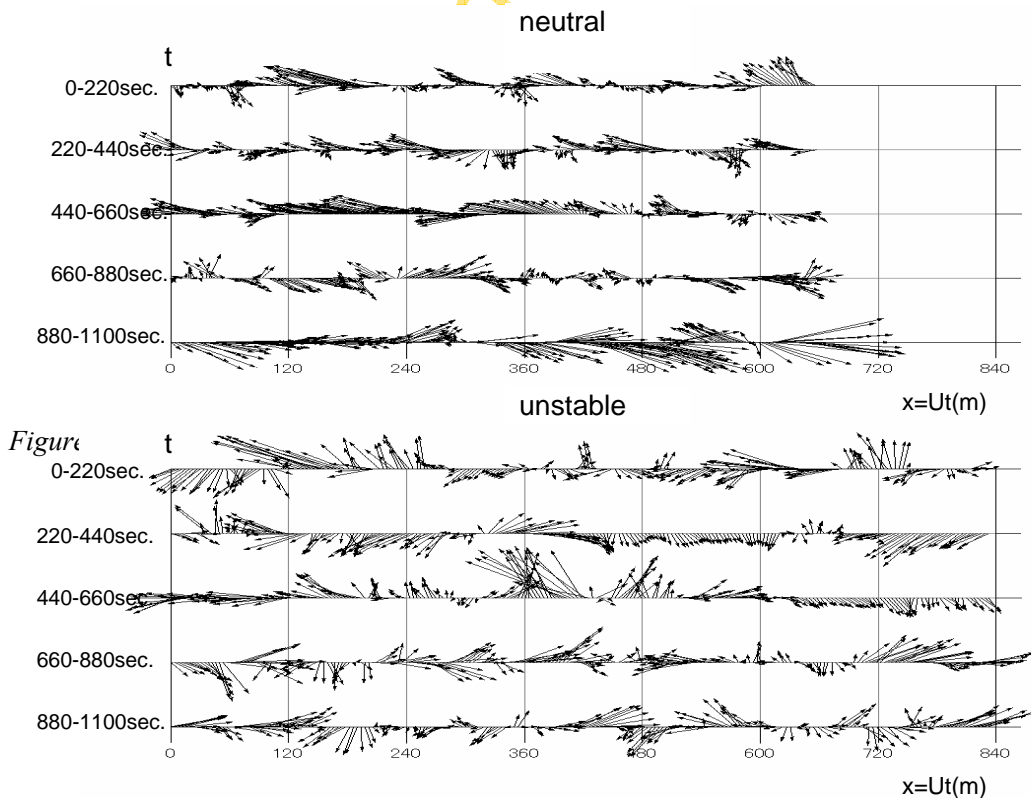 neutral
t
0-220sec.
220-440sec.
440-660sec.
660-880sec.
880-1100sec.
0 120 240 360 480 600 720 840
x=Ut(m)
unstable
Figure
t
0-220sec.
220-440sec.
440-660sec.
660-880sec.
880-1100sec.
0 120 240 360 480 600 720 840
x=Ut(m)